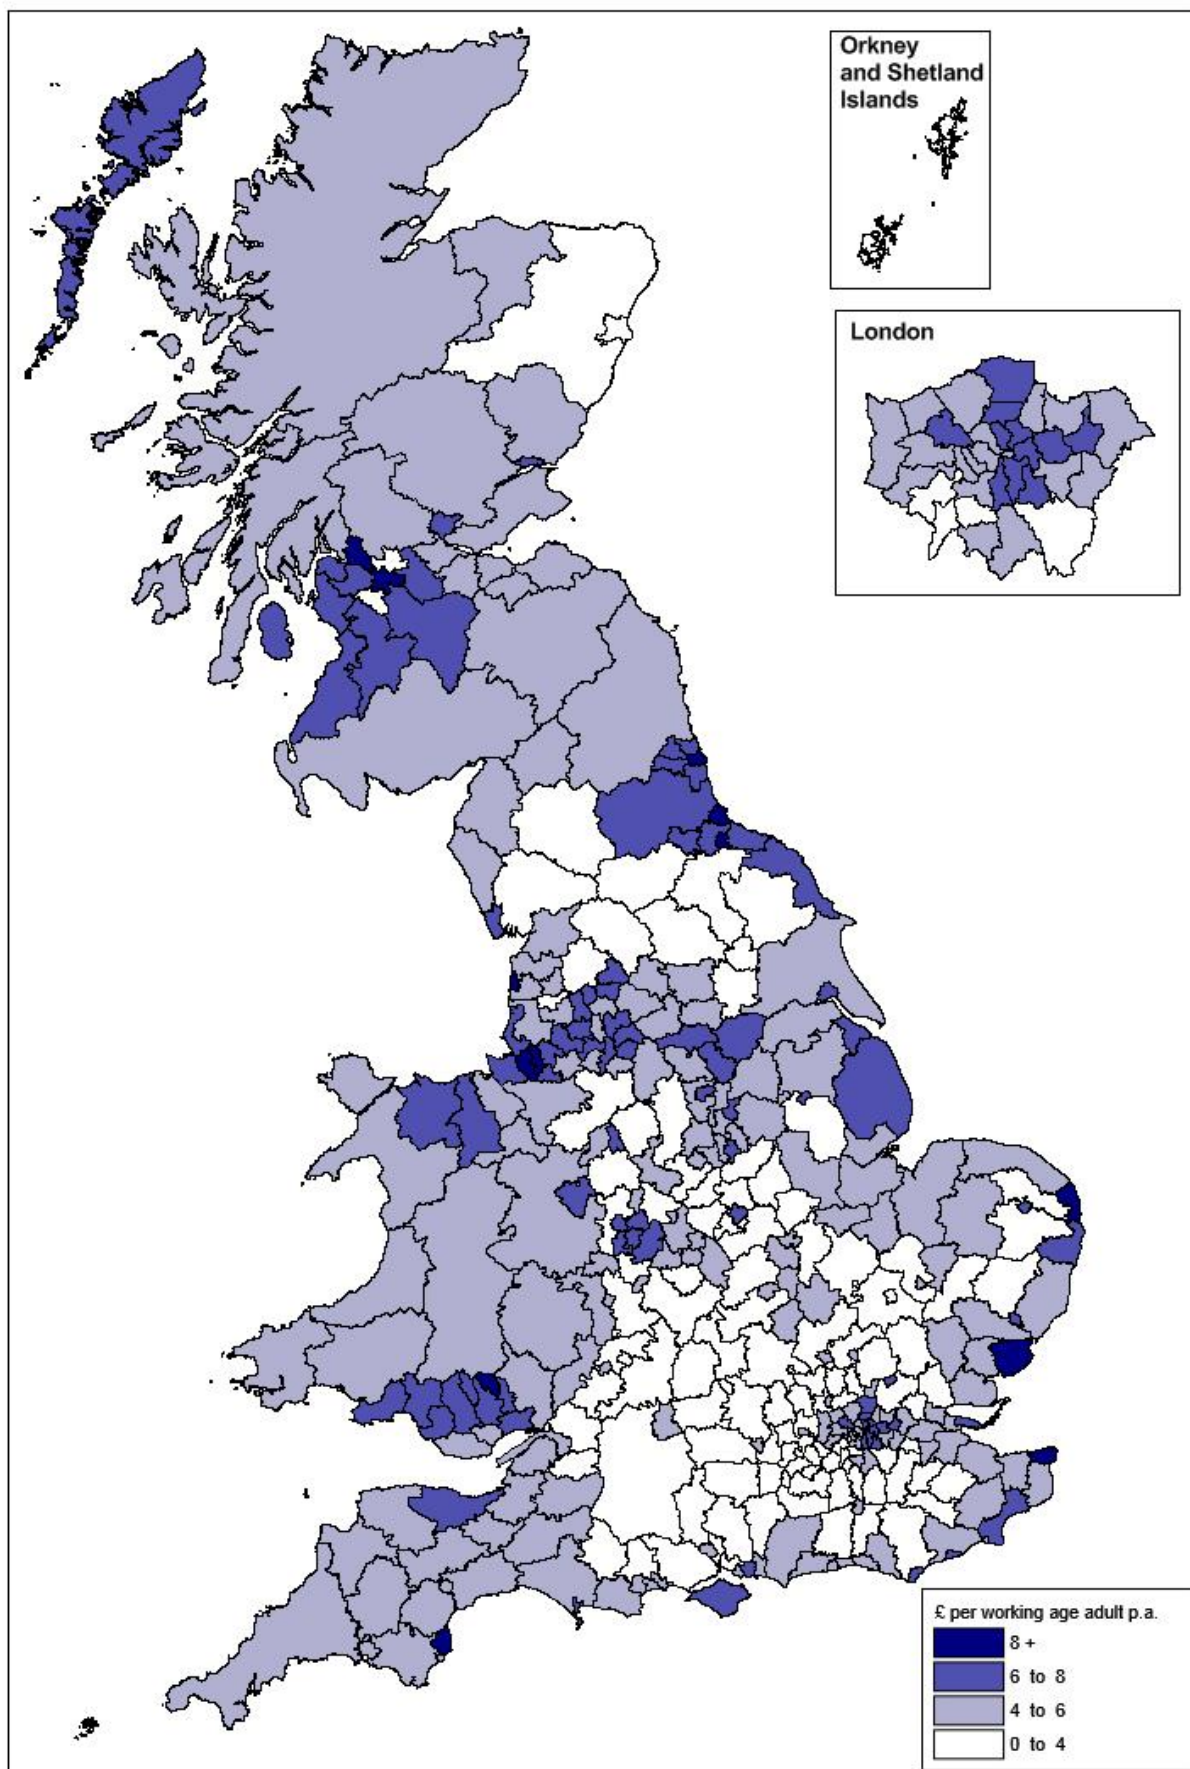 Orkney
and Shetland
Islands
London
£ per working age adult p.a.
8 +
6 to 8
4 to 6
0 to 4